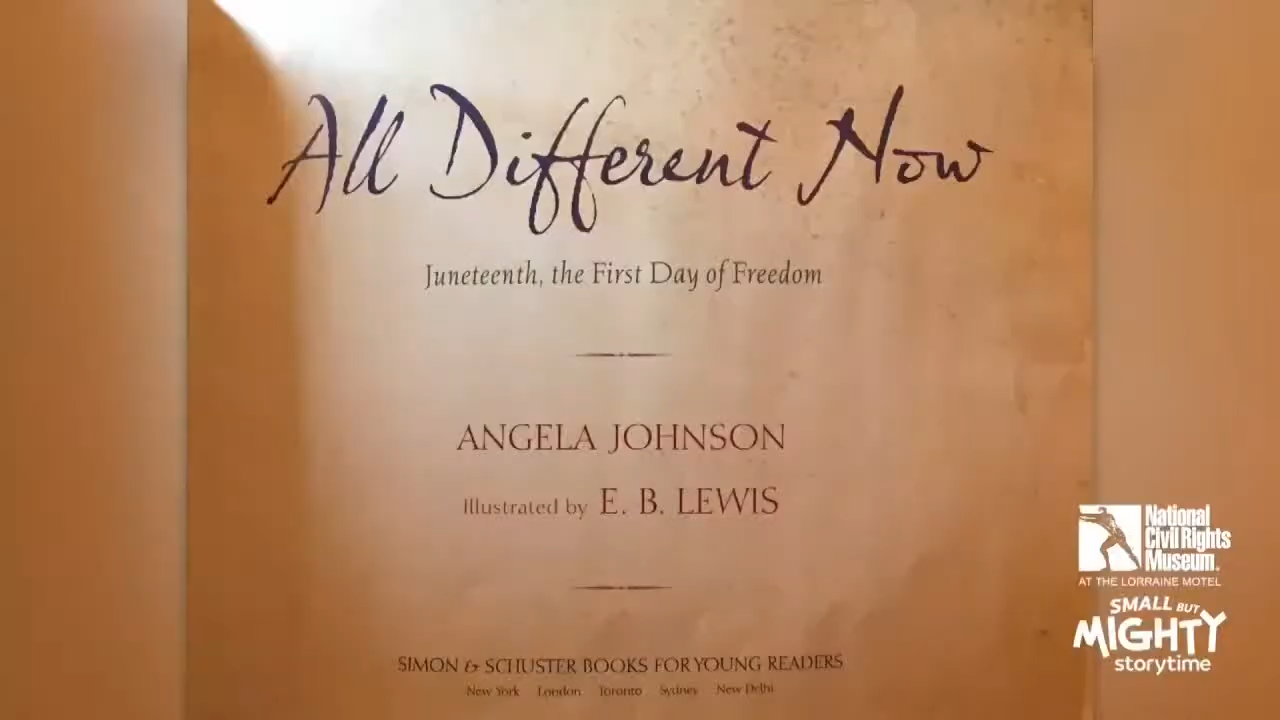 All Different Now
Juneteenth, the First Day of Freedom
ANGELA JOHNSON
Illustrated by E. B. LEWIS
SIMON & SCHUSTER BOOKS FOR YOUNG READERS
New York London Toronto Sydney New Delhi
National
Civil Rights
Museum.
AT THE LORRAINE MOTEL
SMALL BUT
MIGHTY
storytime